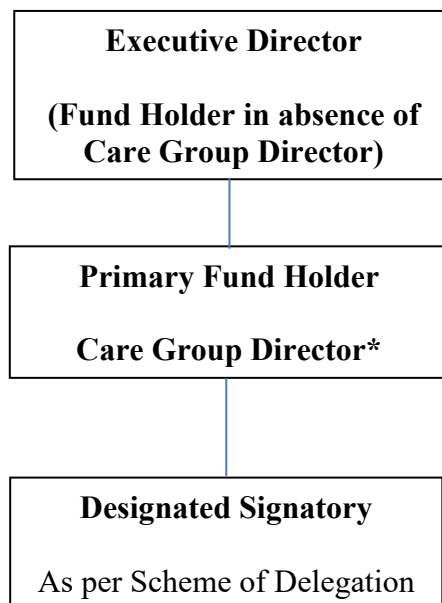 Executive Director
(Fund Holder in absence of
Care Group Director)
Primary Fund Holder
Care Group Director*
Designated Signatory
As per Scheme of Delegation